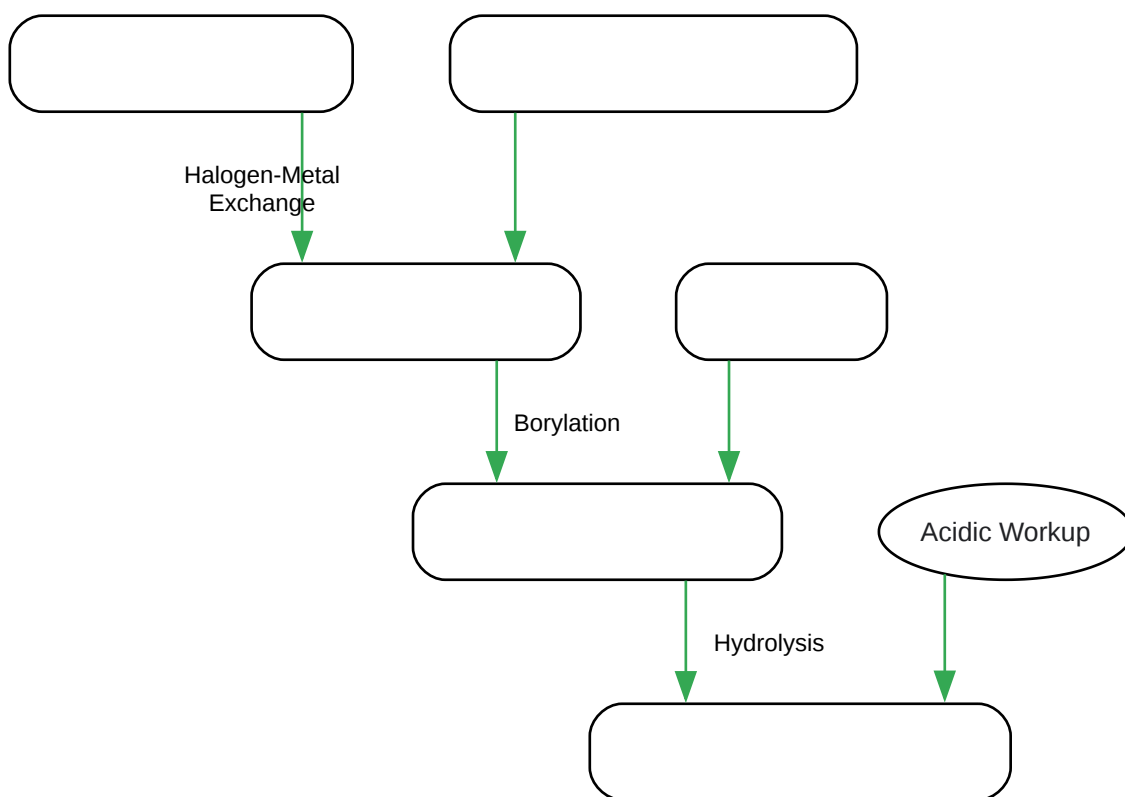 Halogen-Metal
Exchange
Borylation
Acidic Workup
Hydrolysis